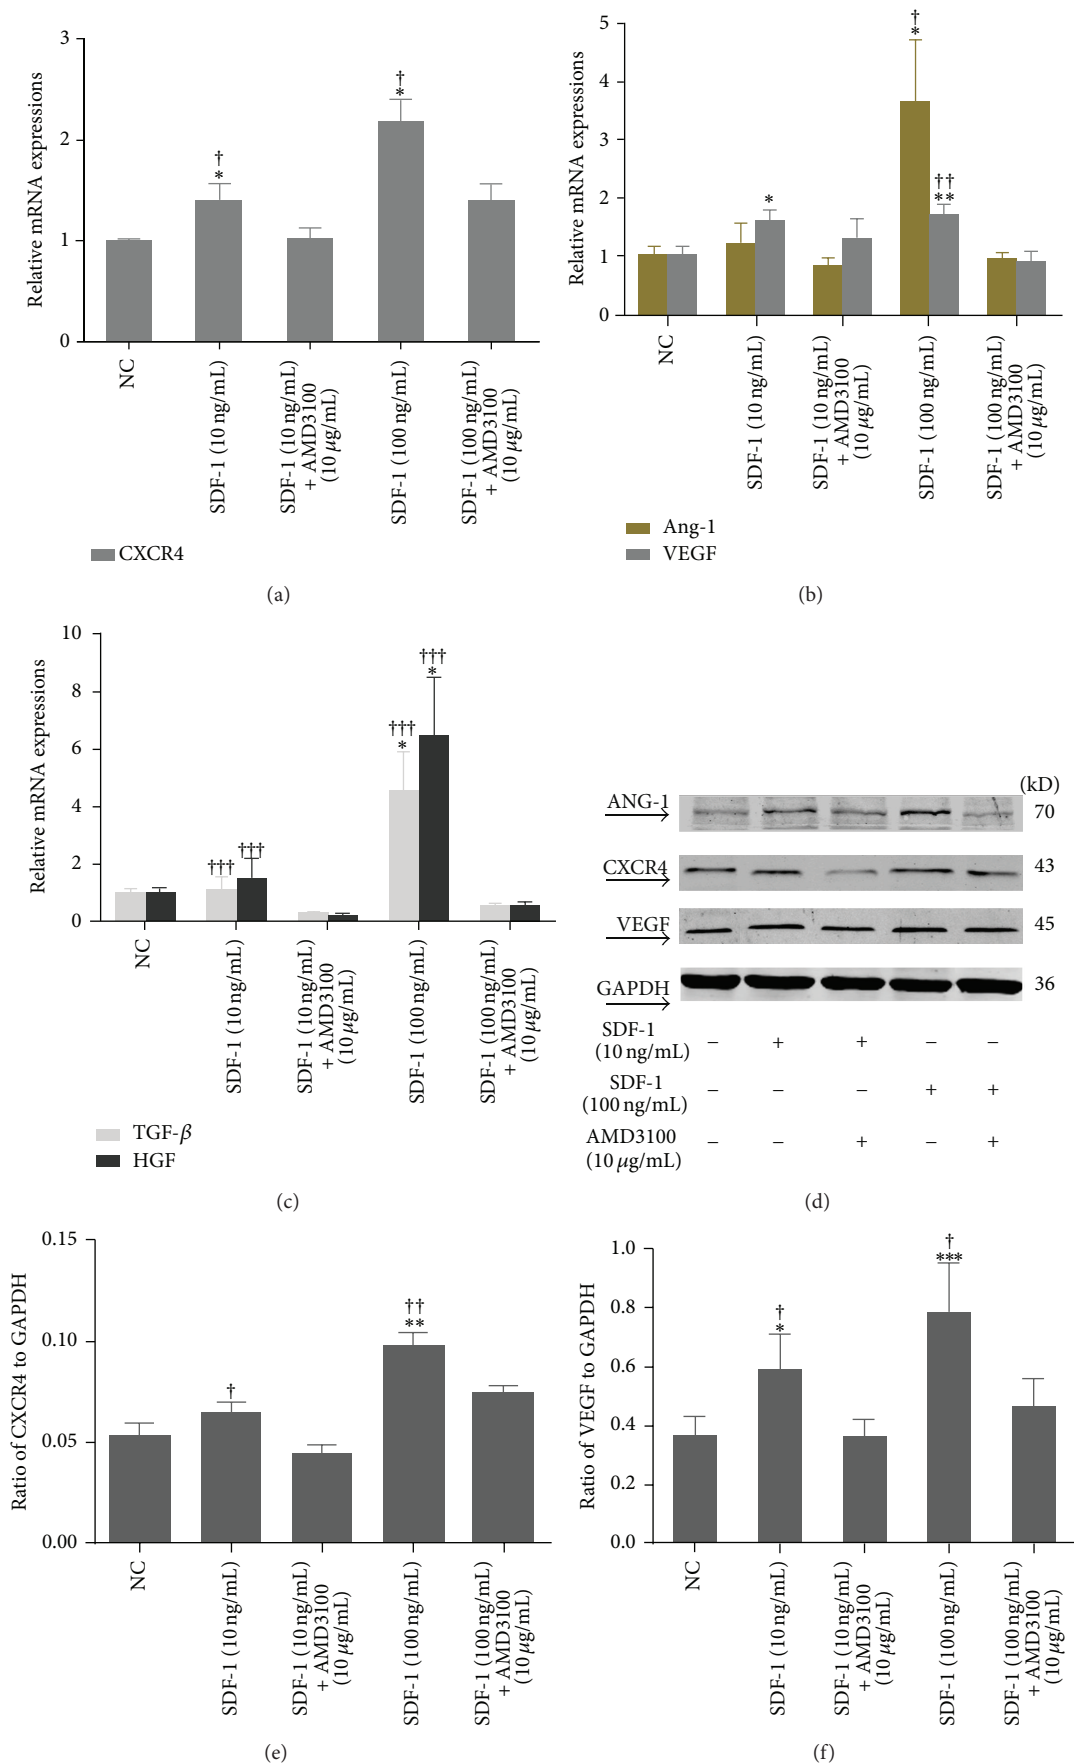 3
2
1
0
Relative mRNA expressions
†
*
†
*
NC
SDF-1 (10 ng/mL)
SDF-1 (10 ng/mL)
+ AMD3100
(10 μg/mL)
SDF-1 (100 ng/mL)
SDF-1 (100 ng/mL)
+ AMD3100
(10 μg/mL)
CXCR4
(a)
5
4
3
2
1
0
Relative mRNA expressions
*
†
*
††
**
NC
SDF-1 (10 ng/mL)
SDF-1 (10 ng/mL)
+ AMD3100
(10 μg/mL)
SDF-1 (100 ng/mL)
SDF-1 (100 ng/mL)
+ AMD3100
(10 μg/mL)
Ang-1
VEGF
(b)
10
8
6
4
2
0
Relative mRNA expressions
†††
†††
†††
*
†††
*
NC
SDF-1 (10 ng/mL)
SDF-1 (10 ng/mL)
+ AMD3100
(10 μg/mL)
SDF-1 (100 ng/mL)
SDF-1 (100 ng/mL)
+ AMD3100
(10 μg/mL)
TGF-β
HGF
(c)
(kD)
ANG-1 70
CXCR4 43
VEGF 45
GAPDH 36
SDF-1
(10 ng/mL) − + + − −
SDF-1
(100 ng/mL) − − − + +
AMD3100
(10 μg/mL) − − + − +
(d)
0.15
0.10
0.05
0.00
Ratio of CXCR4 to GAPDH
†
††
**
NC
SDF-1 (10 ng/mL)
SDF-1 (10 ng/mL)
+ AMD3100
(10 μg/mL)
SDF-1 (100 ng/mL)
SDF-1 (100 ng/mL)
+ AMD3100
(10 μg/mL)
(e)
1.0
0.8
0.6
0.4
0.2
0.0
Ratio of VEGF to GAPDH
†
*
†
***
NC
SDF-1 (10 ng/mL)
SDF-1 (10 ng/mL)
+ AMD3100
(10 μg/mL)
SDF-1 (100 ng/mL)
SDF-1 (100 ng/mL)
+ AMD3100
(10 μg/mL)
(f)